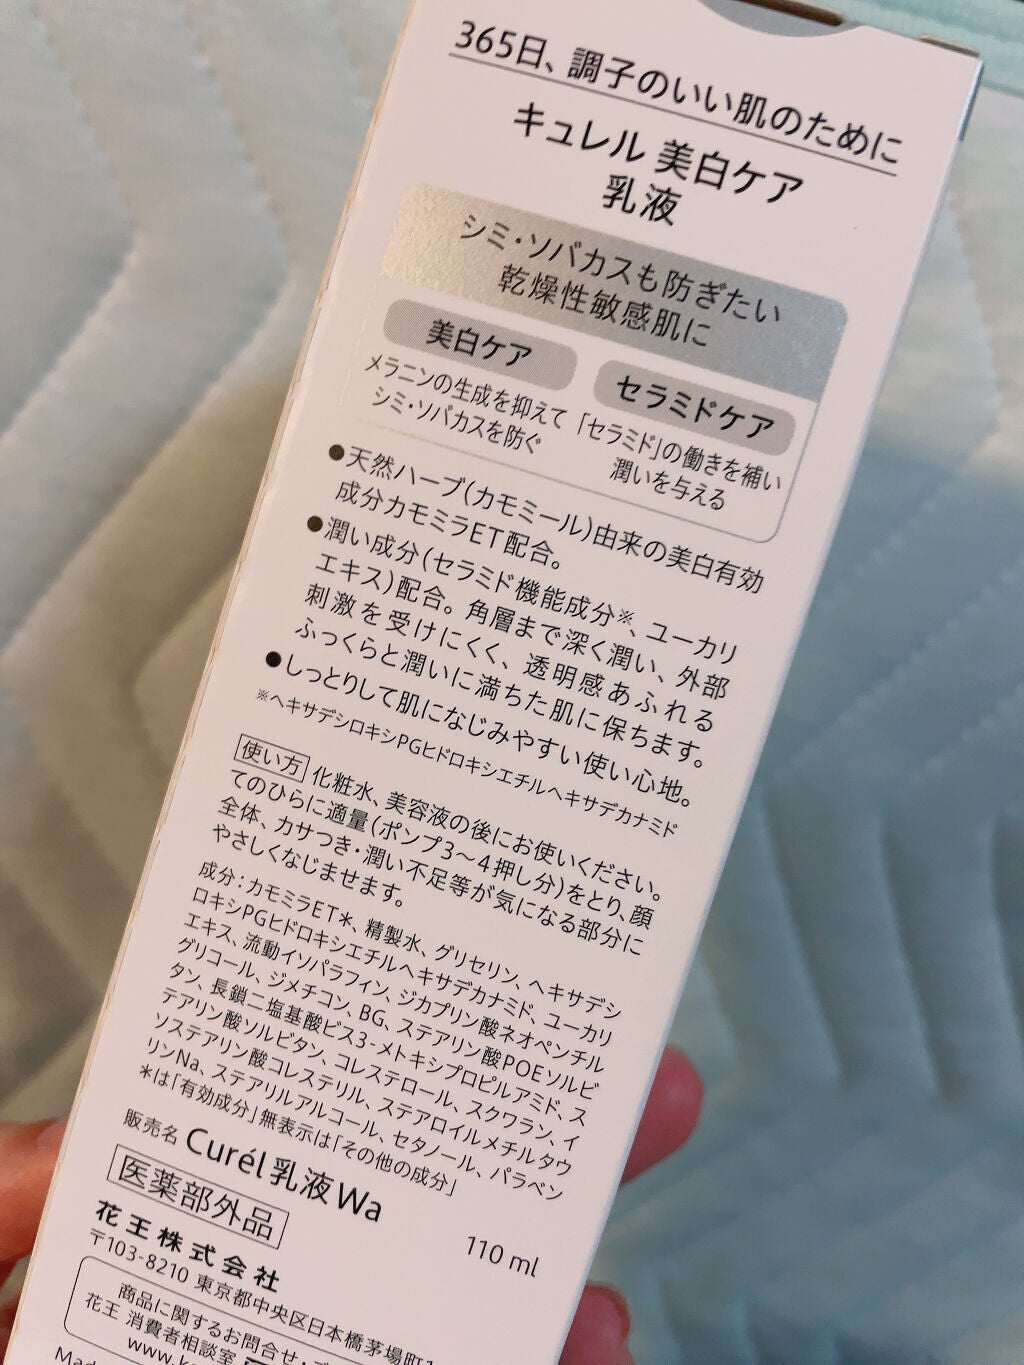 365日、調子のいい肌のために
キュレル 美白ケア
乳液
シミ・ソバカスも防ぎたい
乾燥性敏感肌に
美白ケア
メラニンの生成を抑えて
シミ・ソバカスを防ぐ
セラミドケア
「セラミド」の働きを補い
潤いを与える
●天然ハーブ(カモミール)由来の美白有効
成分カモミラET配合。
●潤い成分(セラミド機能成分※、ユーカリ
エキス)配合。角層まで深く潤い、外部
刺激を受けにくく、透明感あふれる
ふっくらと潤いに満ちた肌に保ちます。
●しっとりして肌になじみやすい使い心地。
※ヘキサデシロキシPGヒドロキシエチルヘキサデカナミド
使い方 化粧水、美容液の後にお使いください。
てのひらに適量(ポンプ3～4押し分)をとり、顔
全体、カサつき・潤い不足等が気になる部分に
やさしくなじませます。
成分：カモミラET＊、精製水、グリセリン、ヘキサデシ
ロキシPGヒドロキシエチルヘキサデカナミド、ユーカリ
エキス、流動イソパラフィン、ジカプリン酸ネオペンチル
グリコール、ジメチコン、BG、ステアリン酸POEソルビ
タン、長鎖二塩基酸ビス3-メトキシプロピルアミド、ス
テアリン酸ソルビタン、コレステロール、スクワラン、イ
ソステアリン酸コレステリル、ステアロイルメチルタウ
リンNa、ステアリルアルコール、セタノール、パラベン
＊は「有効成分」無表示は「その他の成分」
販売名 Curél 乳液 Wa
医薬部外品
110 ml
花王株式会社
〒103-8210 東京都中央区日本橋茅場町1
商品に関するお問合せ・
花王 消費者相談室
www.k
Mad